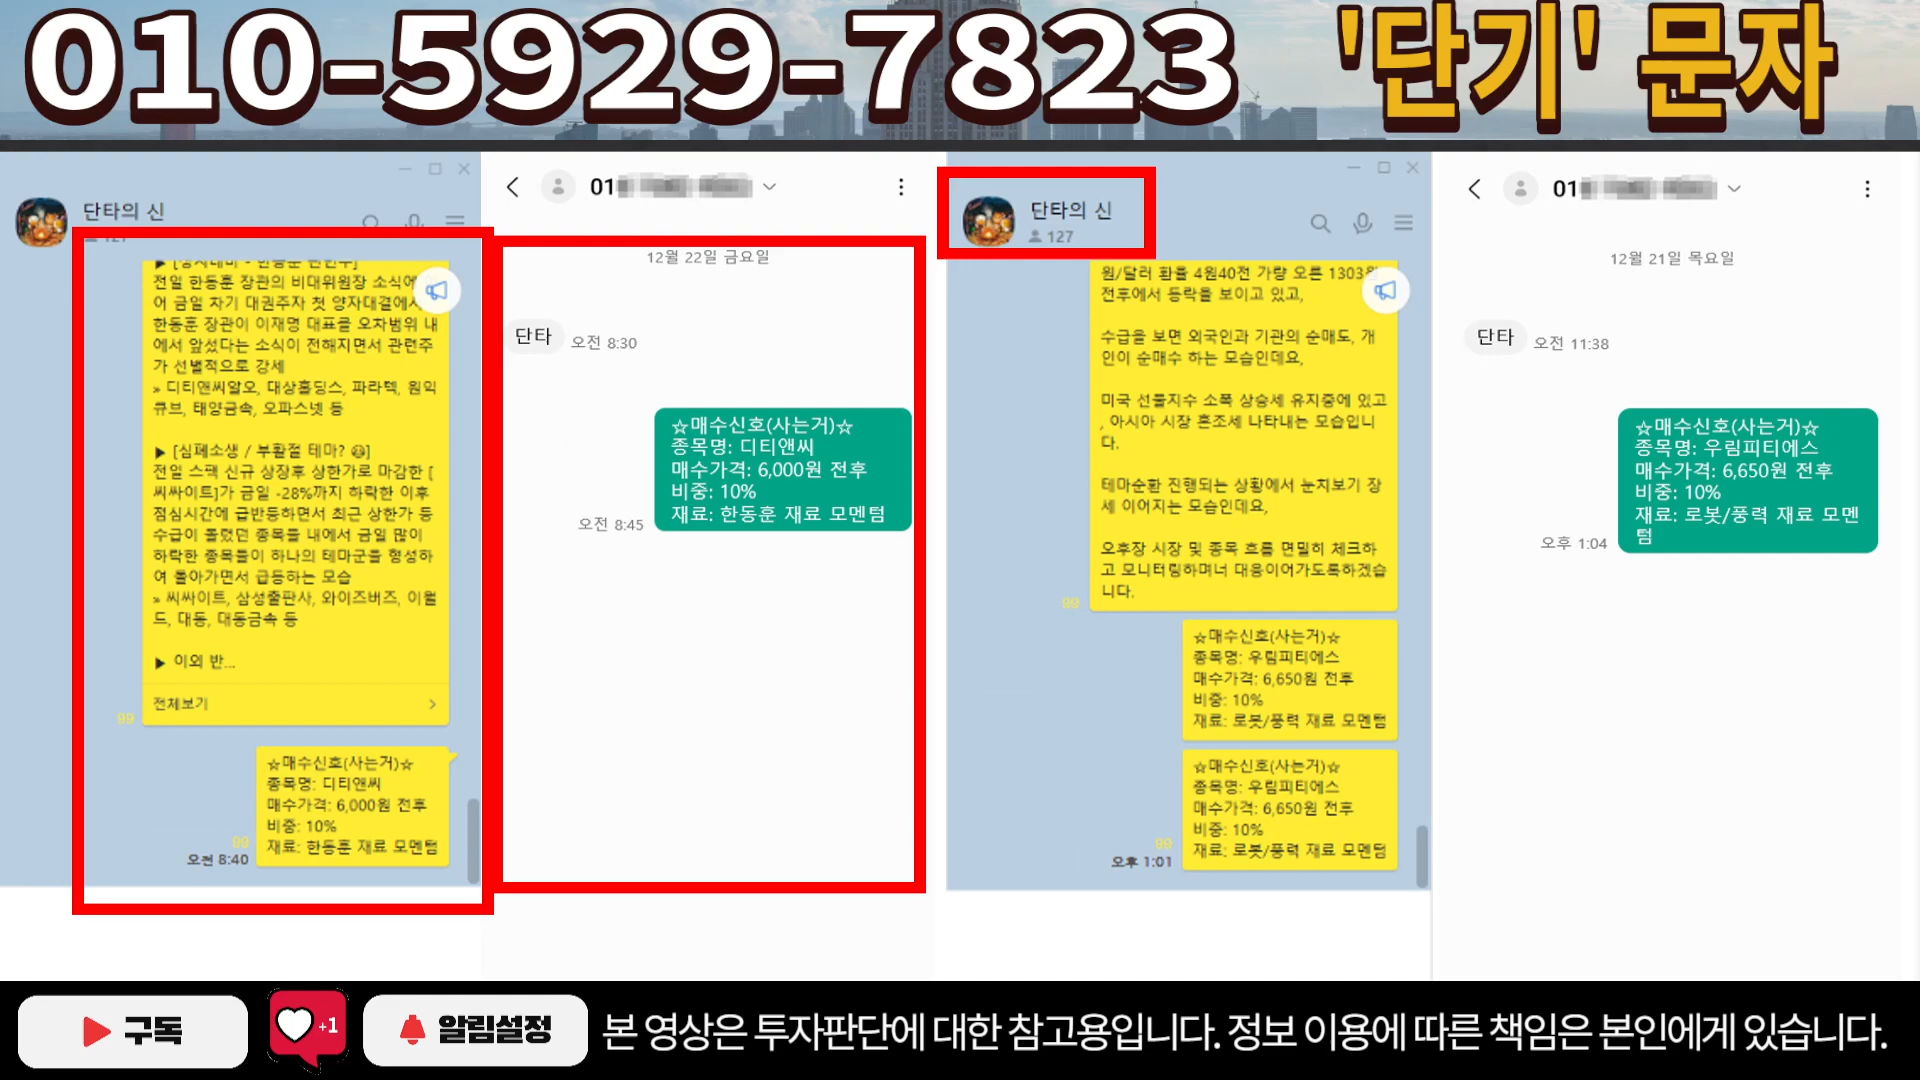 010-5929-7823 '단기' 문자
단타의 신
127
▶ [정치테마 - 한동훈 관련주]
전일 한동훈 장관의 비대위원장 소식에
어 금일 차기 대권주자 첫 양자대결에서
한동훈 장관이 이재명 대표를 오차범위 내
에서 앞섰다는 소식이 전해지면서 관련주
가 선별적으로 강세
» 디티앤씨알오, 대상홀딩스, 파라텍, 원익
큐브, 태양금속, 오파스넷 등
▶ [심폐소생 / 부활절 테마? 😂]
전일 스팩 신규 상장후 상한가로 마감한 [
씨싸이트]가 금일 -28%까지 하락한 이후
점심시간에 급반등하면서 최근 상한가 등
수급이 몰렸던 종목들 내에서 금일 많이
하락한 종목들이 하나의 테마군을 형성하
여 돌아가면서 급등하는 모습
» 씨싸이트, 삼성출판사, 와이즈버즈, 이월
드, 대동, 대동금속 등
▶ 이외 반...
전체보기
99
☆매수신호(사는거)☆
종목명: 디티앤씨
매수가격: 6,000원 전후
비중: 10%
재료: 한동훈 재료 모멘텀
99
오전 8:40
01
12월 22일 금요일
단타 오전 8:30
☆매수신호(사는거)☆
종목명: 디티앤씨
매수가격: 6,000원 전후
비중: 10%
재료: 한동훈 재료 모멘텀
오전 8:45
단타의 신
127
원/달러 환율 4원40전 가량 오른 1303원
전후에서 등락을 보이고 있고,
수급을 보면 외국인과 기관의 순매도, 개
인이 순매수 하는 모습인데요,
미국 선물지수 소폭 상승세 유지중에 있고
, 아시아 시장 혼조세 나타내는 모습입니
다.
테마순환 진행되는 상황에서 눈치보기 장
세 이어지는 모습인데요,
오후장 시장 및 종목 흐름 면밀히 체크하
고 모니터링하며너 대응이어가도록하겠습
니다.
99
☆매수신호(사는거)☆
종목명: 우림피티에스
매수가격: 6,650원 전후
비중: 10%
재료: 로봇/풍력 재료 모멘텀
☆매수신호(사는거)☆
종목명: 우림피티에스
매수가격: 6,650원 전후
비중: 10%
재료: 로봇/풍력 재료 모멘텀
99
오후 1:01
01
12월 21일 목요일
단타 오전 11:38
☆매수신호(사는거)☆
종목명: 우림피티에스
매수가격: 6,650원 전후
비중: 10%
재료: 로봇/풍력 재료 모멘
텀
오후 1:04
구독 +1 알림설정 본 영상은 투자판단에 대한 참고용입니다. 정보 이용에 따른 책임은 본인에게 있습니다.